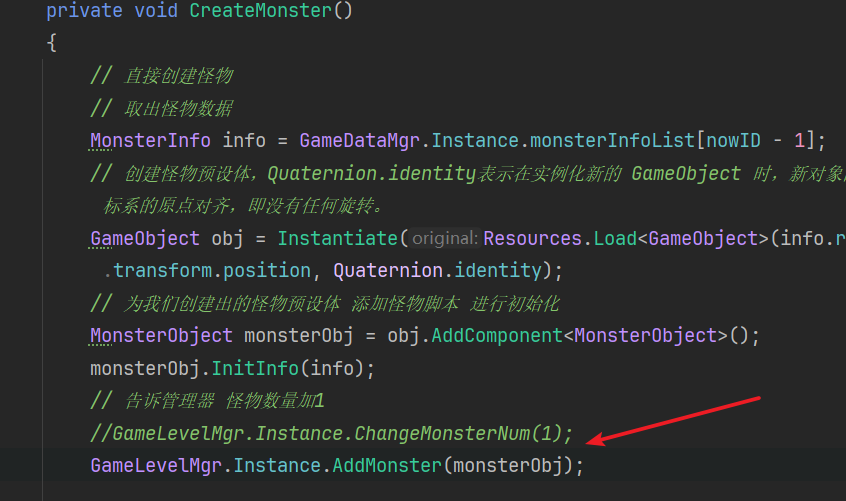 private void CreateMonster()
{
// 直接创建怪物
// 取出怪物数据
MonsterInfo info = GameDataMgr.Instance.monsterInfoList[nowID - 1];
// 创建怪物预设体，Quaternion.identity表示在实例化新的 GameObject 时，新对象
标系的原点对齐，即没有任何旋转。
GameObject obj = Instantiate(original:Resources.Load<GameObject>(info.r
.transform.position, Quaternion.identity);
// 为我们创建出的怪物预设体 添加怪物脚本 进行初始化
MonsterObject monsterObj = obj.AddComponent<MonsterObject>();
monsterObj.InitInfo(info);
// 告诉管理器 怪物数量加1
//GameLevelMgr.Instance.ChangeMonsterNum(1);
GameLevelMgr.Instance.AddMonster(monsterObj);